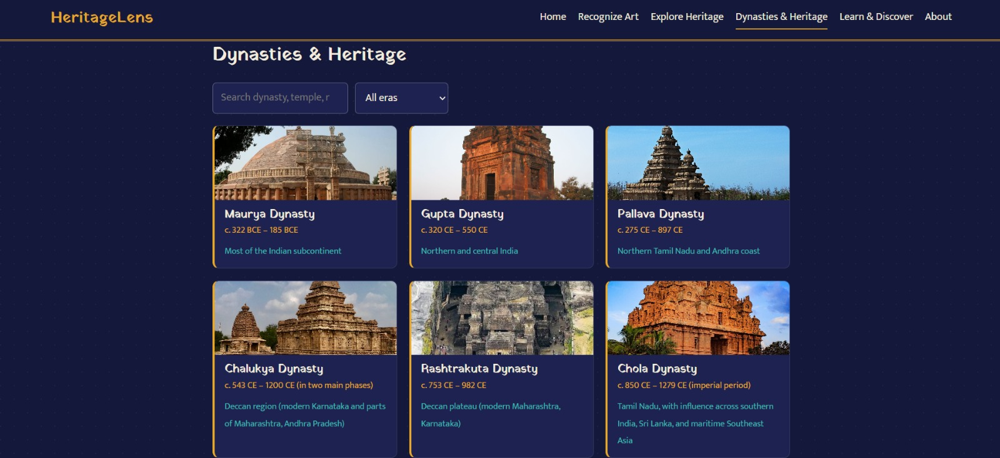 HeritageLens
Home Recognize Art Explore Heritage Dynasties & Heritage Learn & Discover About
Dynasties & Heritage
Search dynasty, temple, r
All eras
Maurya Dynasty
c. 322 BCE – 185 BCE
Most of the Indian subcontinent
Gupta Dynasty
c. 320 CE – 550 CE
Northern and central India
Pallava Dynasty
c. 275 CE – 897 CE
Northern Tamil Nadu and Andhra coast
Chalukya Dynasty
c. 543 CE – 1200 CE (in two main phases)
Deccan region (modern Karnataka and parts
of Maharashtra, Andhra Pradesh)
Rashtrakuta Dynasty
c. 753 CE – 982 CE
Deccan plateau (modern Maharashtra,
Karnataka)
Chola Dynasty
c. 850 CE – 1279 CE (imperial period)
Tamil Nadu, with influence across southern
India, Sri Lanka, and maritime Southeast
Asia